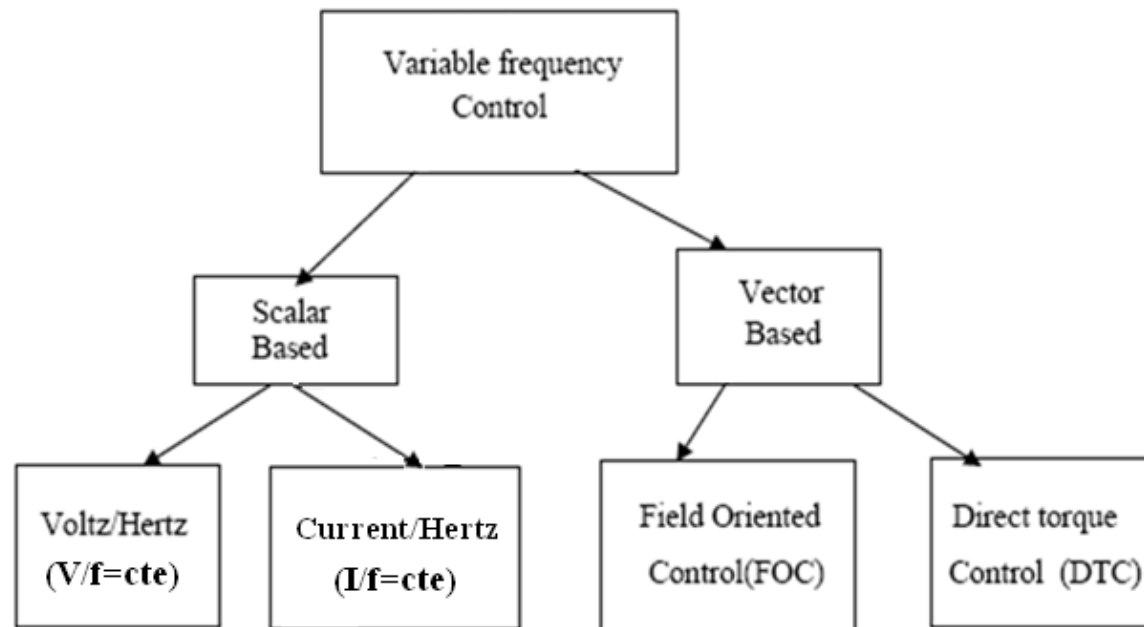 Variable frequency
Control
Scalar
Based
Vector
Based
Voltz/Hertz
(V/f=cte)
Current/Hertz
(I/f=cte)
Field Oriented
Control(FOC)
Direct torque
Control (DTC)